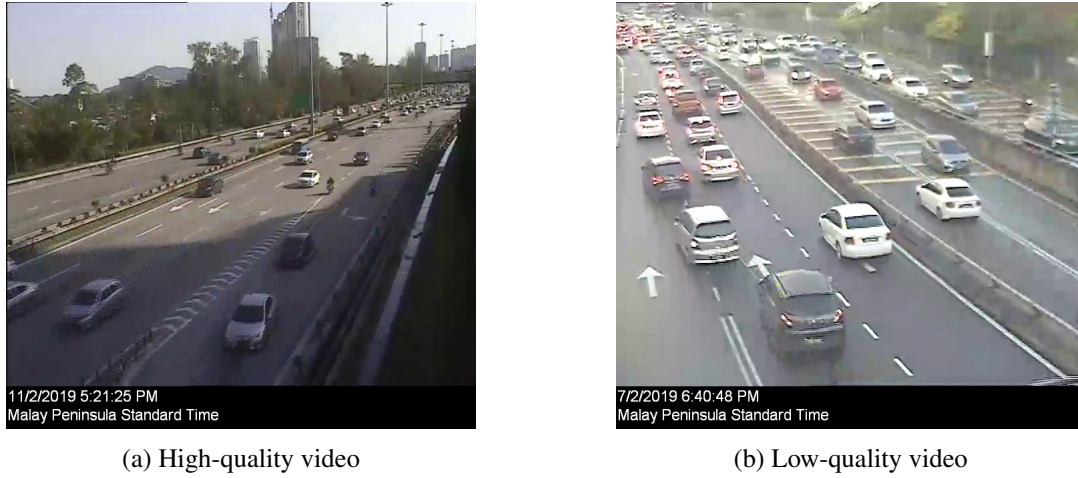 11/2/2019 5:21:25 PM
Malay Peninsula Standard Time
7/2/2019 6:40:48 PM
Malay Peninsula Standard Time
(a) High-quality video
(b) Low-quality video